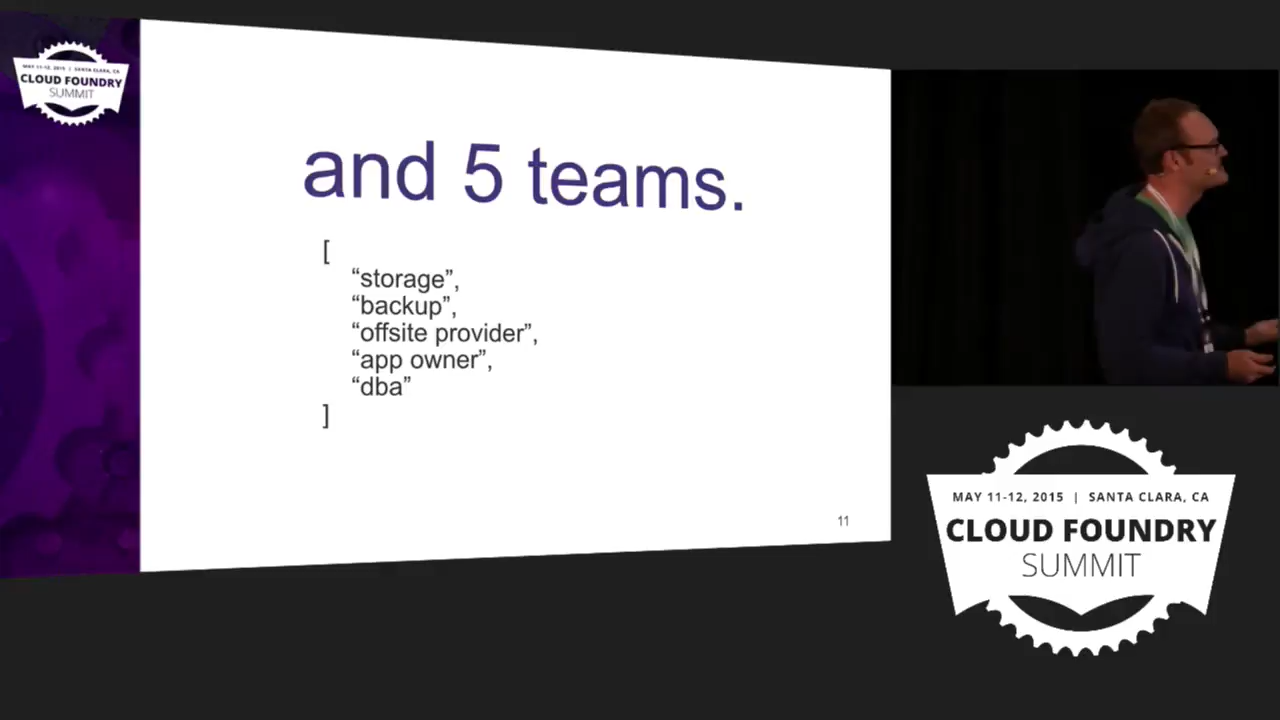 MAY 11-12, 2015 | SANTA CLARA, CA
CLOUD FOUNDRY
SUMMIT
and 5 teams.
[
“storage”,
“backup”,
“offsite provider”,
“app owner”,
“dba”
]
11
MAY 11-12, 2015 | SANTA CLARA, CA
CLOUD FOUNDRY
SUMMIT